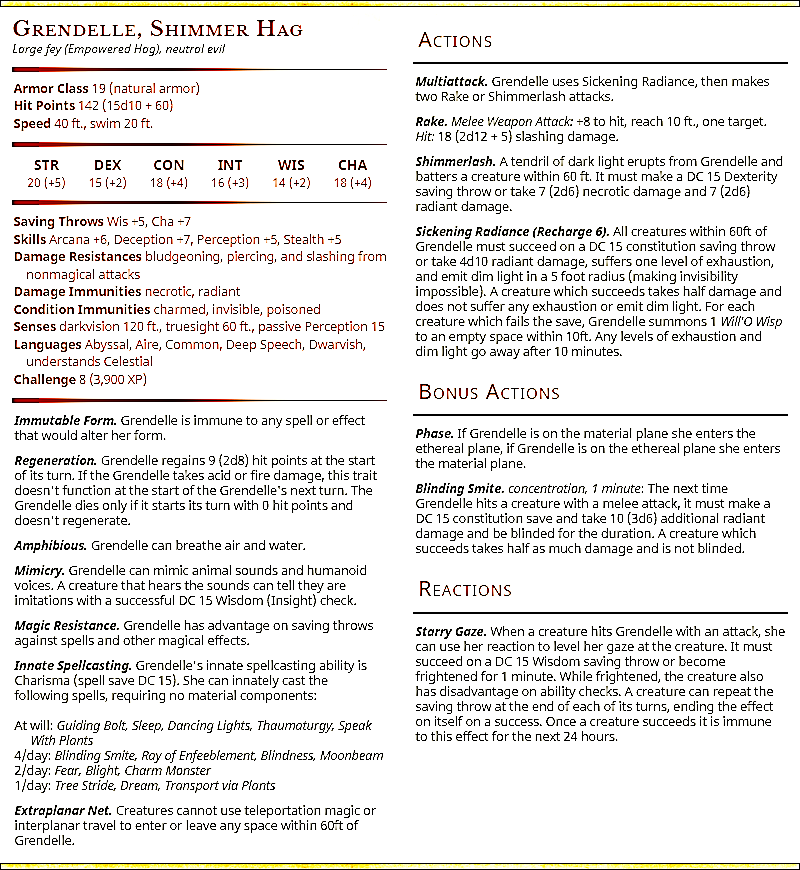 Grendelle, Shimmer Hag
Large fey (Empowered Hag), neutral evil
Armor Class 19 (natural armor)
Hit Points 142 (15d10 + 60)
Speed 40 ft., swim 20 ft.
STR DEX CON INT WIS CHA
20 (+5) 15 (+2) 18 (+4) 16 (+3) 14 (+2) 18 (+4)
Saving Throws Wis +5, Cha +7
Skills Arcana +6, Deception +7, Perception +5, Stealth +5
Damage Resistances bludgeoning, piercing, and slashing from
nonmagical attacks
Damage Immunities necrotic, radiant
Condition Immunities charmed, invisible, poisoned
Senses darkvision 120 ft., truesight 60 ft., passive Perception 15
Languages Abyssal, Aire, Common, Deep Speech, Dwarvish,
understands Celestial
Challenge 8 (3,900 XP)
Immutable Form. Grendelle is immune to any spell or effect
that would alter her form.
Regeneration. Grendelle regains 9 (2d8) hit points at the start
of its turn. If the Grendelle takes acid or fire damage, this trait
doesn't function at the start of the Grendelle's next turn. The
Grendelle dies only if it starts its turn with 0 hit points and
doesn't regenerate.
Amphibious. Grendelle can breathe air and water.
Mimicry. Grendelle can mimic animal sounds and humanoid
voices. A creature that hears the sounds can tell they are
imitations with a successful DC 15 Wisdom (Insight) check.
Magic Resistance. Grendelle has advantage on saving throws
against spells and other magical effects.
Innate Spellcasting. Grendelle's innate spellcasting ability is
Charisma (spell save DC 15). She can innately cast the
following spells, requiring no material components:
At will: Guiding Bolt, Sleep, Dancing Lights, Thaumaturgy, Speak
With Plants
4/day: Blinding Smite, Ray of Enfeeblement, Blindness, Moonbeam
2/day: Fear, Blight, Charm Monster
1/day: Tree Stride, Dream, Transport via Plants
Extraplanar Net. Creatures cannot use teleportation magic or
interplanar travel to enter or leave any space within 60ft of
Grendelle.
Actions
Multiattack. Grendelle uses Sickening Radiance, then makes
two Rake or Shimmerlash attacks.
Rake. Melee Weapon Attack: +8 to hit, reach 10 ft., one target.
Hit: 18 (2d12 + 5) slashing damage.
Shimmerlash. A tendril of dark light erupts from Grendelle and
batters a creature within 60 ft. It must make a DC 15 Dexterity
saving throw or take 7 (2d6) necrotic damage and 7 (2d6)
radiant damage.
Sickening Radiance (Recharge 6). All creatures within 60ft of
Grendelle must succeed on a DC 15 constitution saving throw
or take 4d10 radiant damage, suffers one level of exhaustion,
and emit dim light in a 5 foot radius (making invisibility
impossible). A creature which succeeds takes half damage and
does not suffer any exhaustion or emit dim light. For each
creature which fails the save, Grendelle summons 1 Will'O Wisp
to an empty space within 10ft. Any levels of exhaustion and
dim light go away after 10 minutes.
Bonus Actions
Phase. If Grendelle is on the material plane she enters the
ethereal plane, if Grendelle is on the ethereal plane she enters
the material plane.
Blinding Smite. concentration, 1 minute: The next time
Grendelle hits a creature with a melee attack, it must make a
DC 15 constitution save and take 10 (3d6) additional radiant
damage and be blinded for the duration. A creature which
succeeds takes half as much damage and is not blinded.
Reactions
Starry Gaze. When a creature hits Grendelle with an attack, she
can use her reaction to level her gaze at the creature. It must
succeed on a DC 15 Wisdom saving throw or become
frightened for 1 minute. While frightened, the creature also
has disadvantage on ability checks. A creature can repeat the
saving throw at the end of each of its turns, ending the effect
on itself on a success. Once a creature succeeds it is immune
to this effect for the next 24 hours.